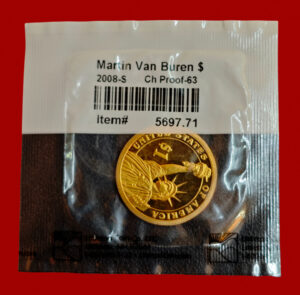 Martin Van Buren $
2008-S Ch Proof-63
Item# 5697.71
UNITED STATES
OF AMERICA
$1